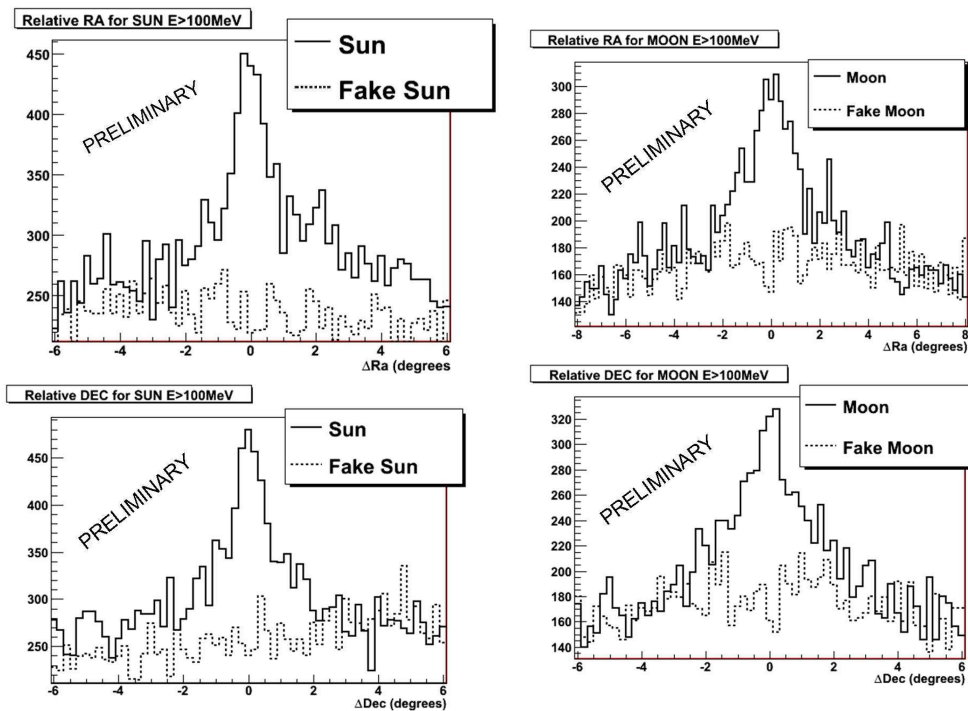 Relative RA for SUN E>100MeV
Sun
Fake Sun
PRELIMINARY
450
400
350
300
250
-6 -4 -2 0 2 4 6
ΔRa (degrees
Relative RA for MOON E>100MeV
Moon
Fake Moon
PRELIMINARY
300
280
260
240
220
200
180
160
140
-8 -6 -4 -2 0 2 4 6 8
ΔRa (degrees
Relative DEC for SUN E>100MeV
Sun
Fake Sun
PRELIMINARY
450
400
350
300
250
-6 -4 -2 0 2 4 6
ΔDec (degrees)
Relative DEC for MOON E>100MeV
Moon
Fake Moon
PRELIMINARY
320
300
280
260
240
220
200
180
160
140
-6 -4 -2 0 2 4 6
ΔDec (degrees)